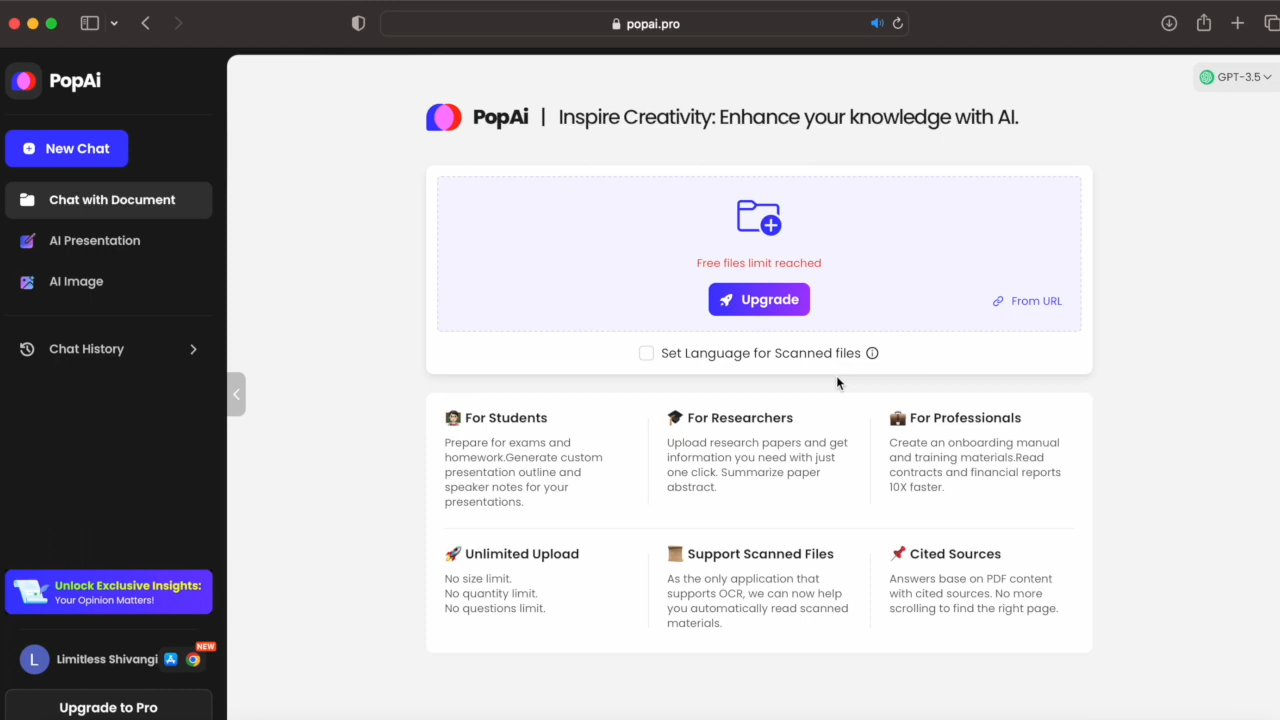 popai.pro
PopAi
New Chat
Chat with Document
AI Presentation
AI Image
Chat History
Unlock Exclusive Insights:
Your Opinion Matters!
NEW
L
Limitless Shivangi
Upgrade to Pro
GPT-3.5
PopAi | Inspire Creativity: Enhance your knowledge with AI.
Free files limit reached
Upgrade
From URL
Set Language for Scanned files
For Students
Prepare for exams and
homework.Generate custom
presentation outline and
speaker notes for your
presentations.
For Researchers
Upload research papers and get
information you need with just
one click. Summarize paper
abstract.
For Professionals
Create an onboarding manual
and training materials.Read
contracts and financial reports
10X faster.
Unlimited Upload
No size limit.
No quantity limit.
No questions limit.
Support Scanned Files
As the only application that
supports OCR, we can now help
you automatically read scanned
materials.
Cited Sources
Answers base on PDF content
with cited sources. No more
scrolling to find the right page.